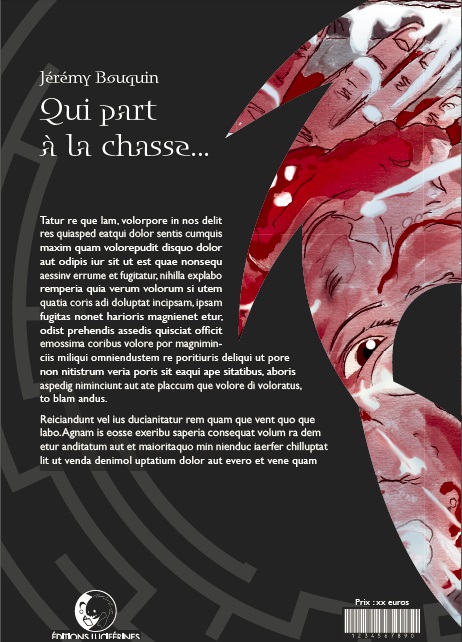 Jérémy Bouquin
Qui part
à la chasse...
Tatur re que lam, volorpore in nos delit
res quiasped eatqui dolor sentis cumquis
maxim quam volorepudit disquo dolor
aut odipis iur sit ut est quae nonsequ
aessinv errume et fugitatur, nihilla explabo
remperia quia verum volorum si utem
quatia coris adi doluptat incipsam, ipsam
fugitas nonet harioris magnienet etur,
odist prehendis assedis quisciat officit
emossima coribus volore por magnimin-
ciis miliqui omniendustem re poritiuris deliqui ut pore
non nitistrum veria poris sit eaqui ape sitatibus, aboris
aspedig niminciunt aut ate placcum que volore di voloratus,
to blam andus.
Reiciandunt vel ius ducianitatur rem quam que vent quo que
labo. Agnam is eosse exeribu saperia consequat volum ra dem
etur anditatum aut et maioritaquo min nienduc iaerfer chilluptat
lit ut venda denimol uptatium dolor aut evero et vene quam
Prix : xx euros
1234567890
ÉDITIONS LUCIFÉRINES